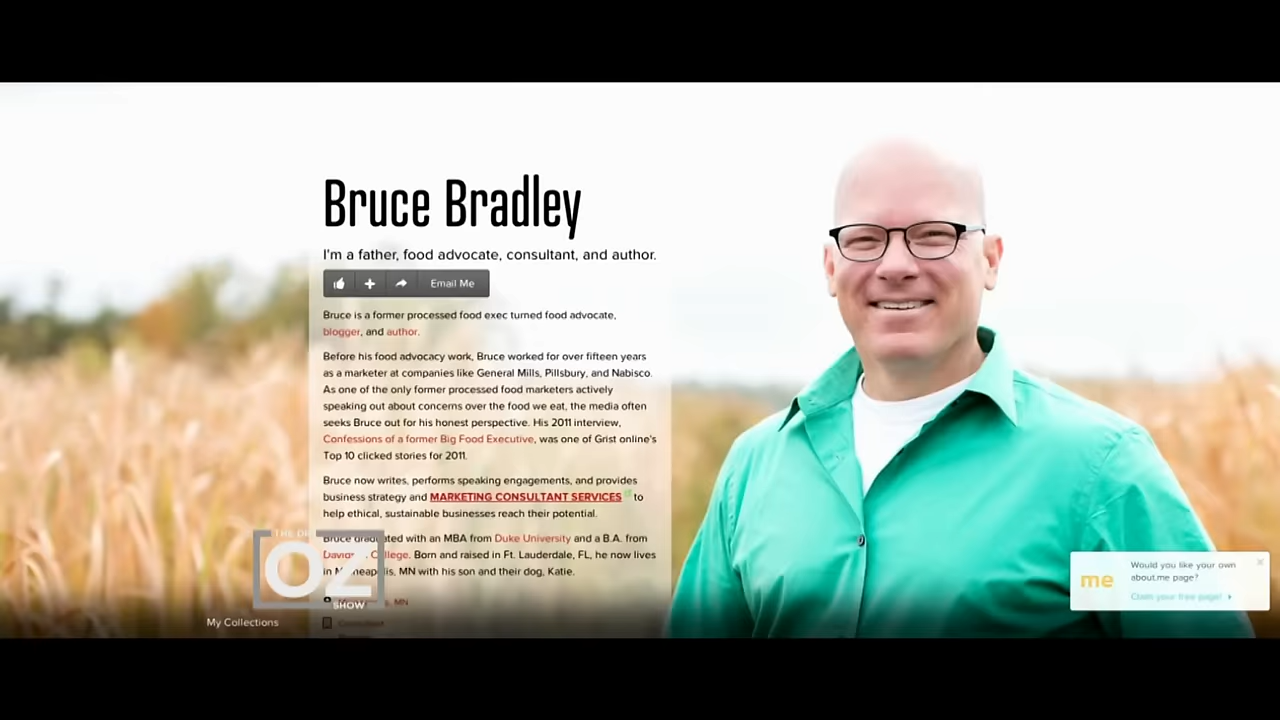 Bruce Bradley
I'm a father, food advocate, consultant, and author.
Email Me
Bruce is a former processed food exec turned food advocate,
blogger, and author.
Before his food advocacy work, Bruce worked for over fifteen years
as a marketer at companies like General Mills, Pillsbury, and Nabisco.
As one of the only former processed food marketers actively
speaking out about concerns over the food we eat, the media often
seeks Bruce out for his honest perspective. His 2011 interview,
Confessions of a former Big Food Executive, was one of Grist online's
Top 10 clicked stories for 2011.
Bruce now writes, performs speaking engagements, and provides
business strategy and MARKETING CONSULTANT SERVICES to
help ethical, sustainable businesses reach their potential.
Bruce graduated with an MBA from Duke University and a B.A. from
College. Born and raised in Ft. Lauderdale, FL, he now lives
in Minneapolis, MN with his son and their dog, Katie.
MN
THE DR
OZ
SHOW
My Collections
me
Would you like your own
about.me page?
Claim your free page!